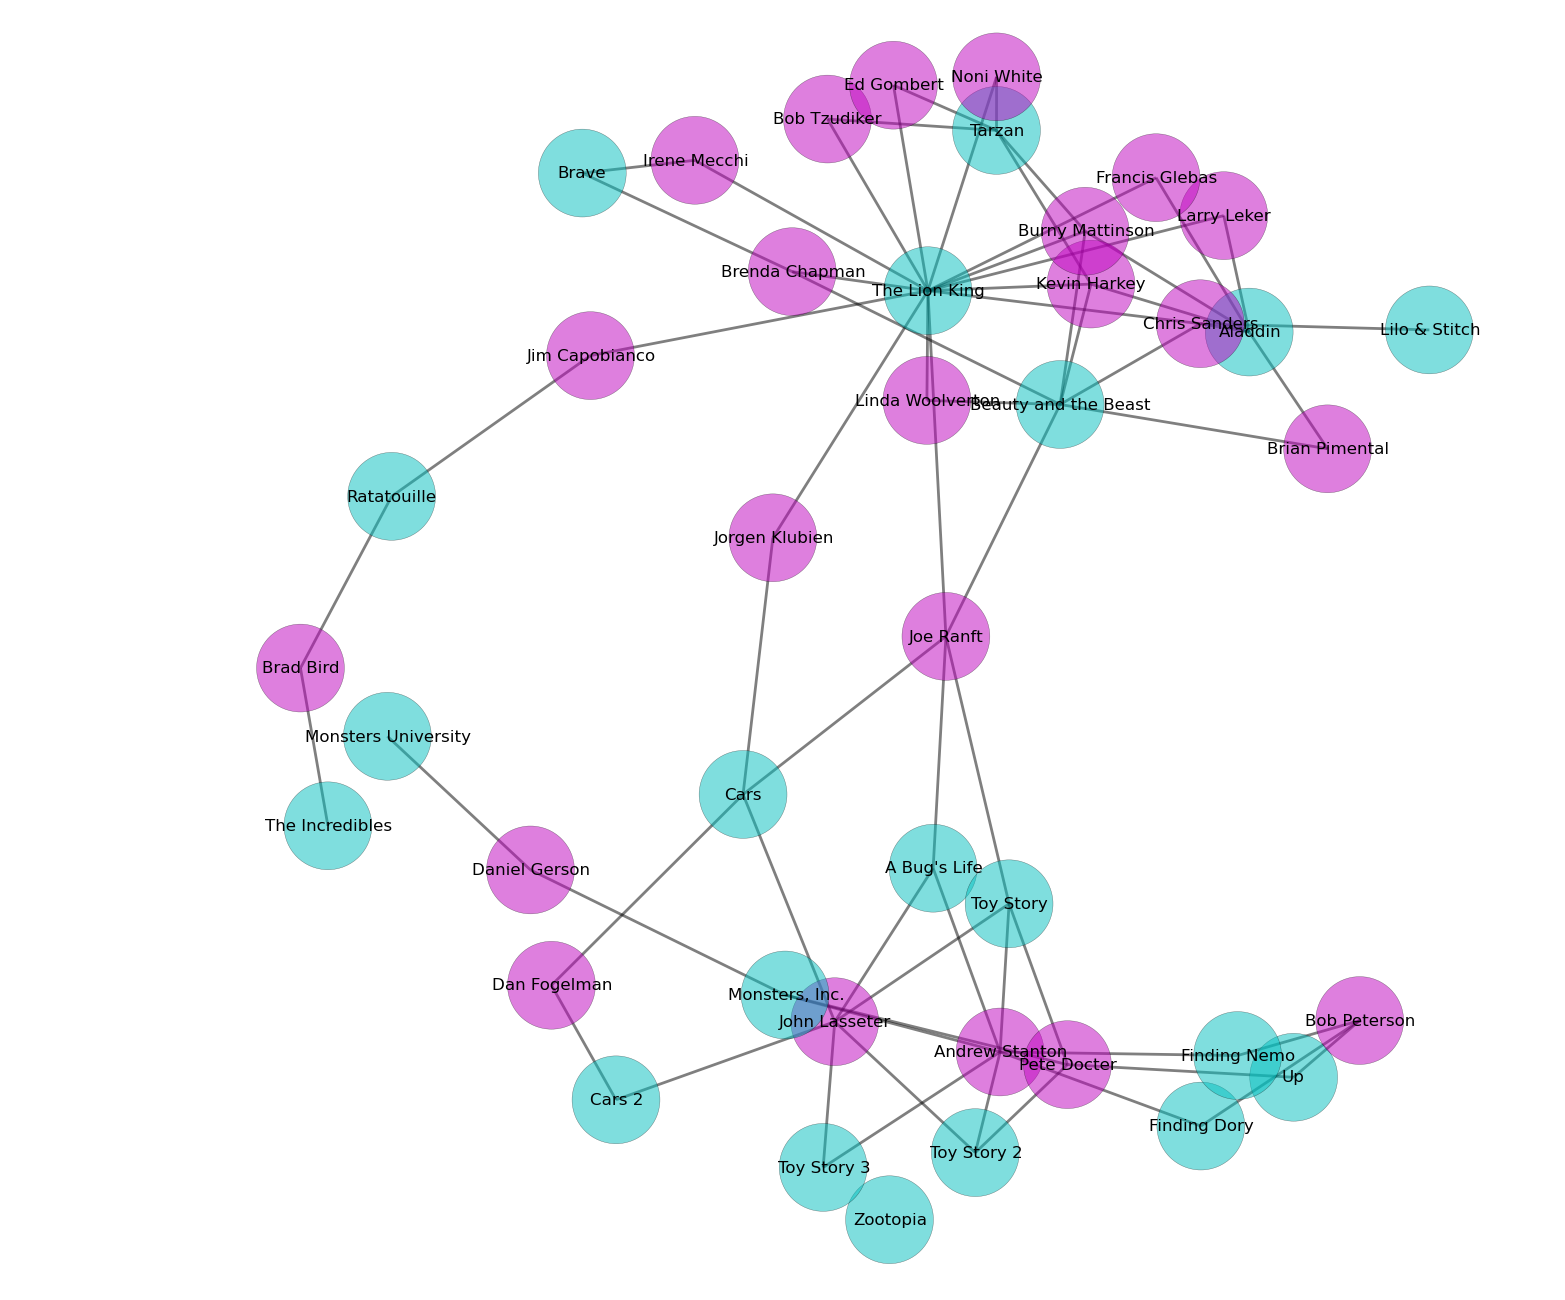 Noni White
Ed Gombert
Bob Tzudiker
Tarzan
Irene Mecchi
Brave
Francis Glebas
Larry Leker
Burny Mattinson
Brenda Chapman
Kevin Harkey
The Lion King
Chris Sanders
Aladdin
Lilo & Stitch
Jim Capobianco
Linda Woolverton
Beauty and the Beast
Brian Pimental
Ratatouille
Jorgen Klubien
Joe Ranft
Brad Bird
Monsters University
Cars
The Incredibles
Daniel Gerson
A Bug's Life
Toy Story
Dan Fogelman
Monsters, Inc.
John Lasseter
Bob Peterson
Andrew Stanton
Finding Nemo
Pete Docter
Up
Cars 2
Finding Dory
Toy Story 2
Toy Story 3
Zootopia